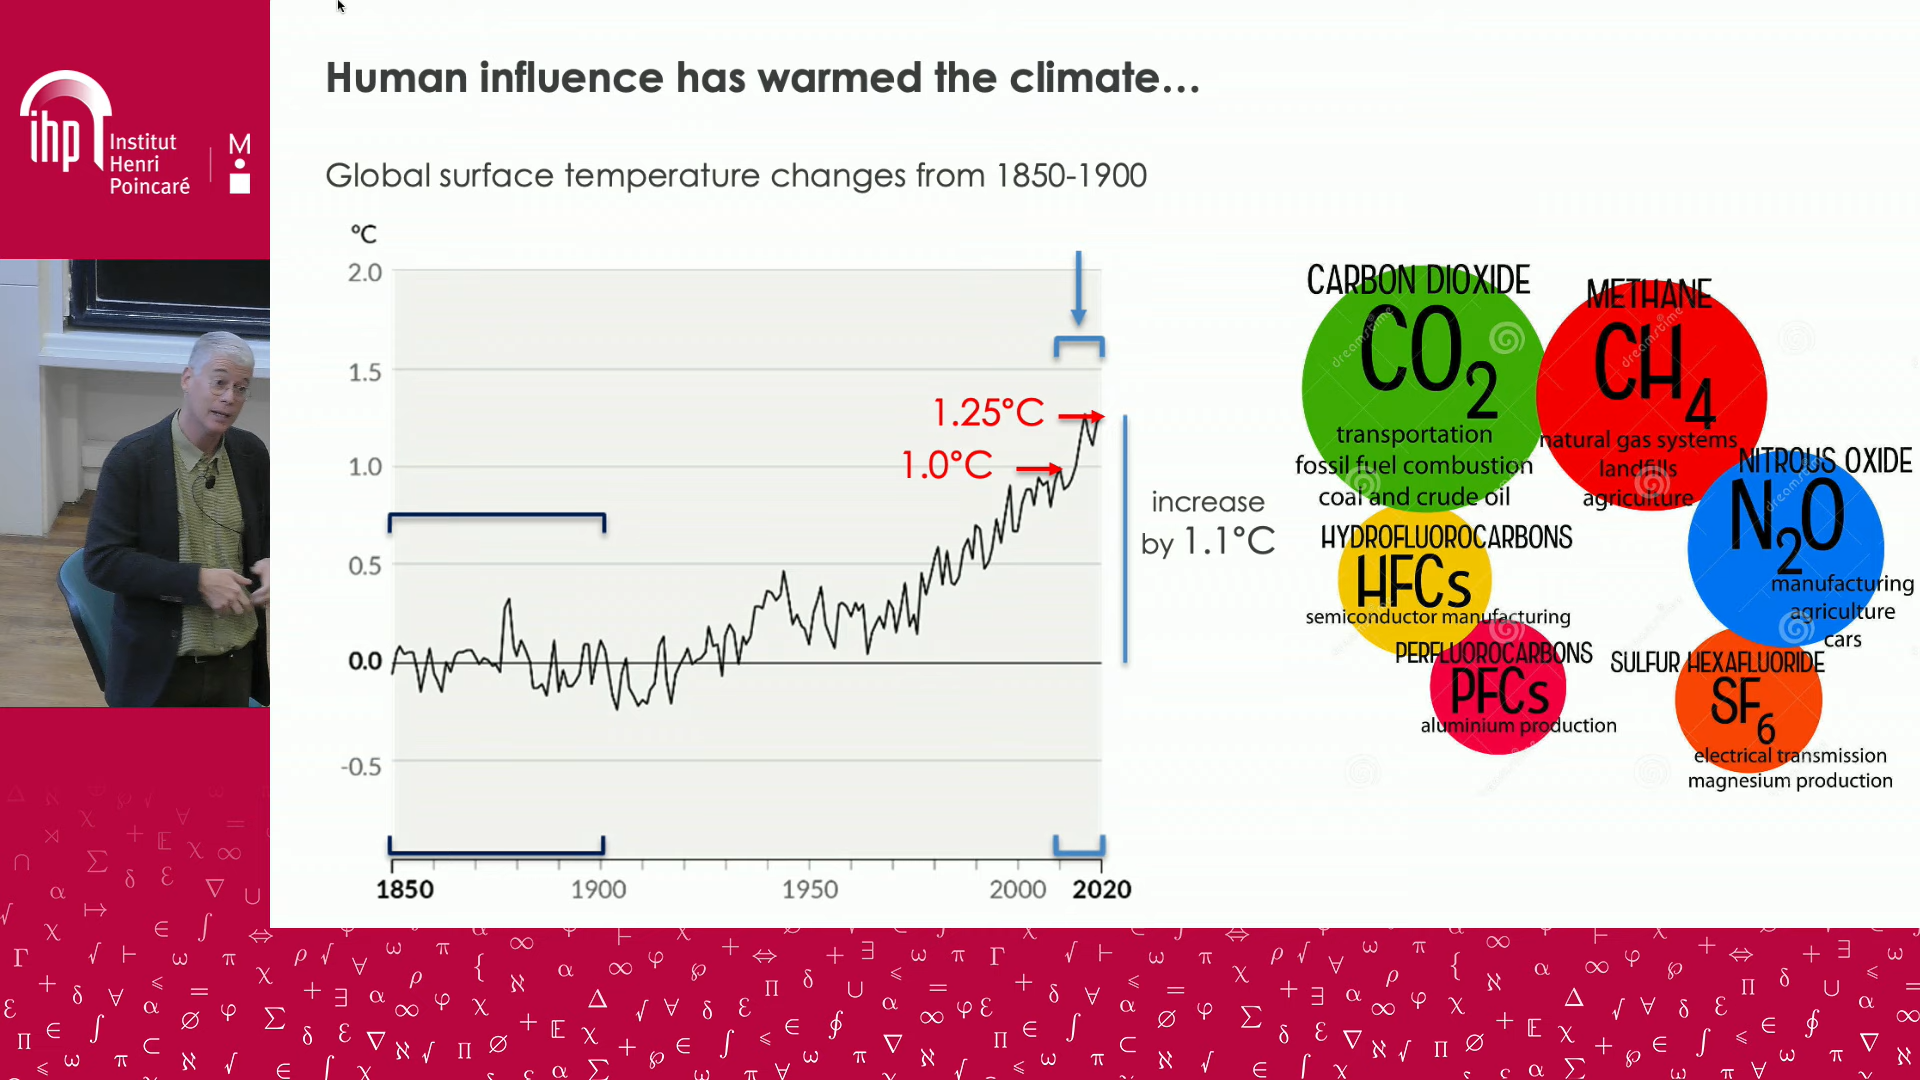 Human influence has warmed the climate...
ihp
Institut
Henri
Poincaré
M
Global surface temperature changes from 1850-1900
°C
2.0
1.5
1.0
0.5
0.0
-0.5
1850
1900
1950
2000
2020
1.25°C
1.0°C
increase
by 1.1°C
CARBON DIOXIDE
CO2
transportation
fossil fuel combustion
coal and crude oil
METHANE
CH4
natural gas systems
landfills
agriculture
NITROUS OXIDE
N2O
manufacturing
agriculture
cars
HYDROFLUOROCARBONS
HFCs
semiconductor manufacturing
PERFLUOROCARBONS
PFCs
aluminium production
SULFUR HEXAFLUORIDE
SF6
electrical transmission
magnesium production
dreamstime
dreamstime